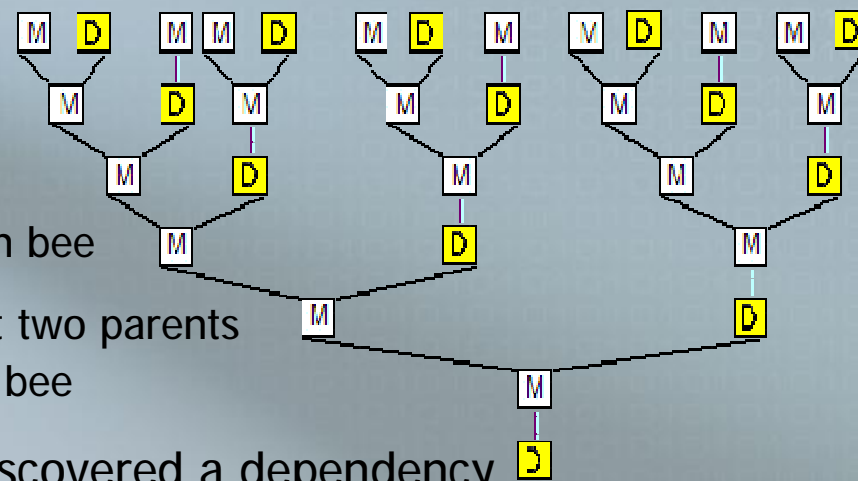 M D M M D M D M V D M M D
M D M M D M D M
M D M M D
n bee M D M
t two parents M D
bee M
scovered a dependency D